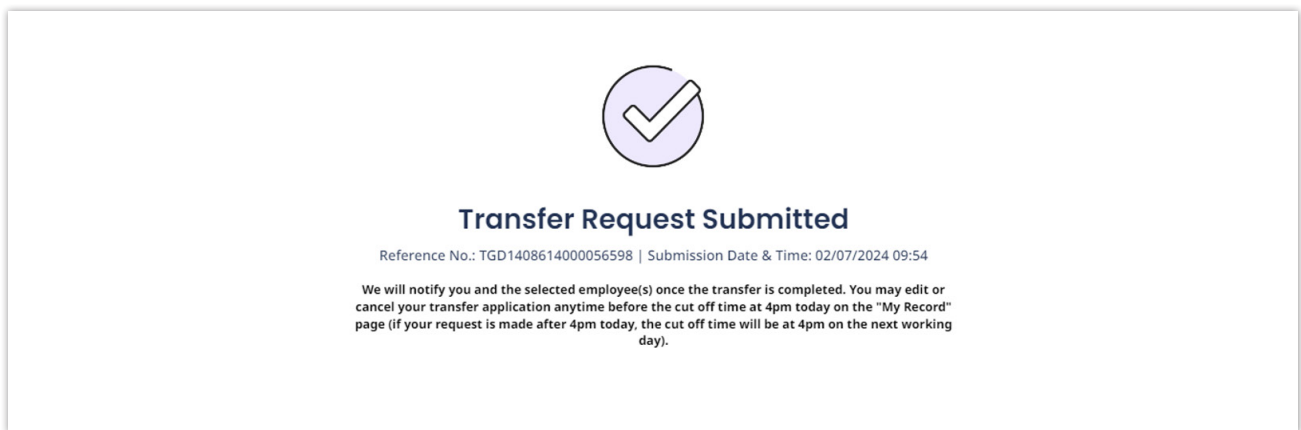 Transfer Request Submitted
Reference No.: TGD1408614000056598 | Submission Date & Time: 02/07/2024 09:54
We will notify you and the selected employee(s) once the transfer is completed. You may edit or
cancel your transfer application anytime before the cut off time at 4pm today on the "My Record"
page (if your request is made after 4pm today, the cut off time will be at 4pm on the next working
day).